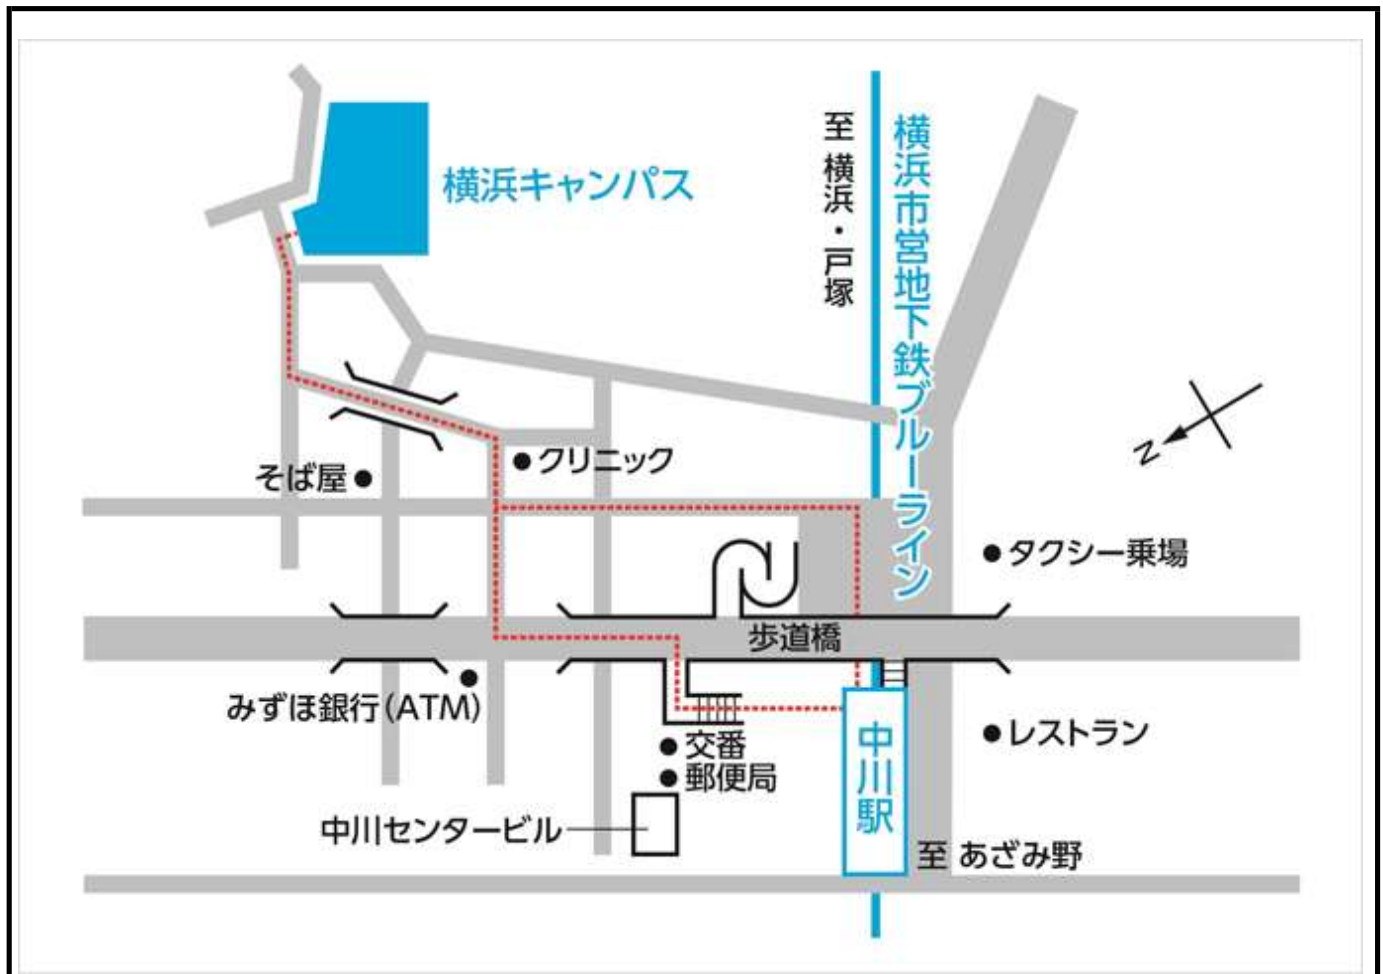 横浜キャンパス
至 横浜・戸塚
横浜市営地下鉄ブルーライン
N
クリニック
そば屋
タクシー乗場
歩道橋
みずほ銀行(ATM)
交番
郵便局
中川駅
レストラン
中川センタービル
至 あざみ野